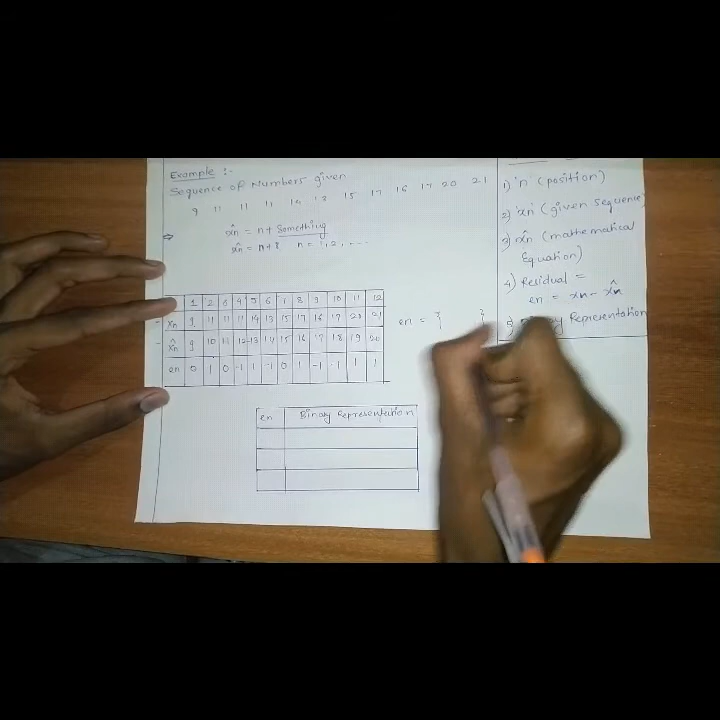 Example :-
Sequence of Numbers given
9 11 11 11 14 13 15 17 16 17 20 21
⇒ x̂n = n + Something
x̂n = n+8 n = 1,2,....
1 2 3 4 5 6 7 8 9 10 11 12
xn 9 11 11 11 14 13 15 17 16 17 20 21
x̂n 9 10 11 12 13 14 15 16 17 18 19 20
en 0 1 0 -1 1 -1 0 1 -1 -1 1 1
en = { }
en Binary Representation
1) 'n' (position)
2) 'xn' (given sequence)
3) x̂n (mathematical
Equation)
4) Residual =
en = xn - x̂n
5) Binary Representation